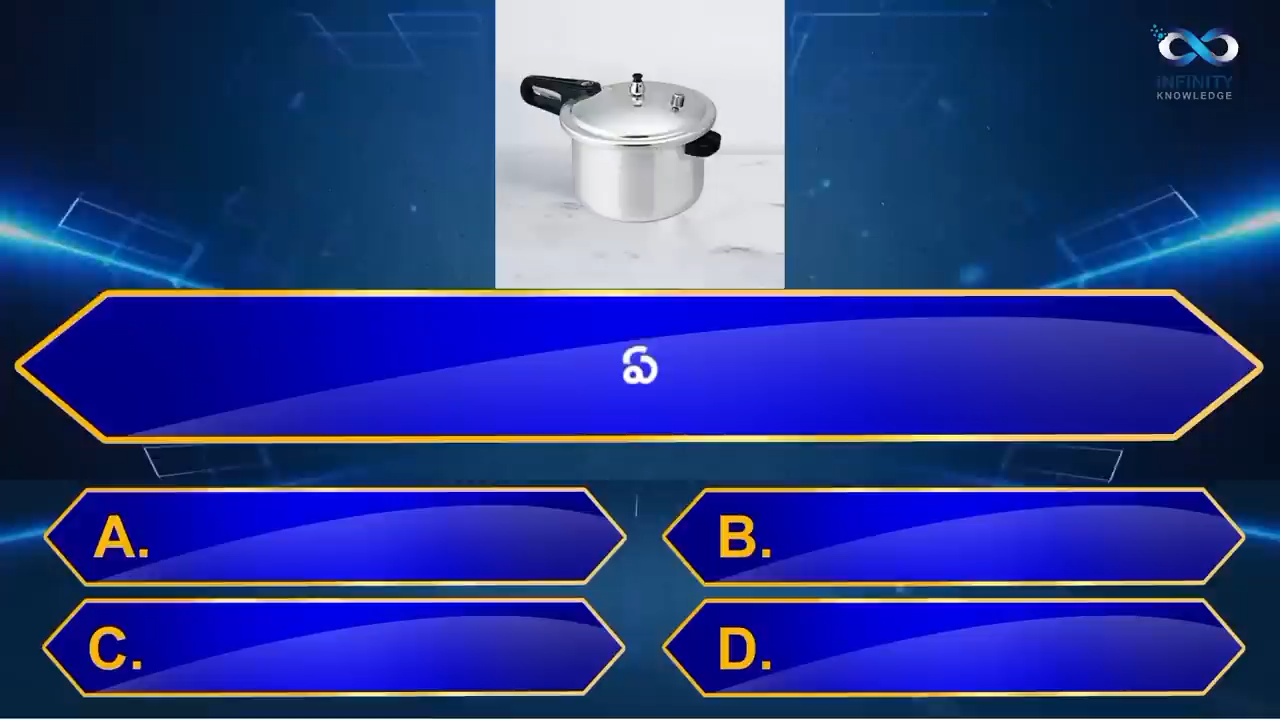 INFINITY
KNOWLEDGE
ఏ
A.
B.
C.
D.